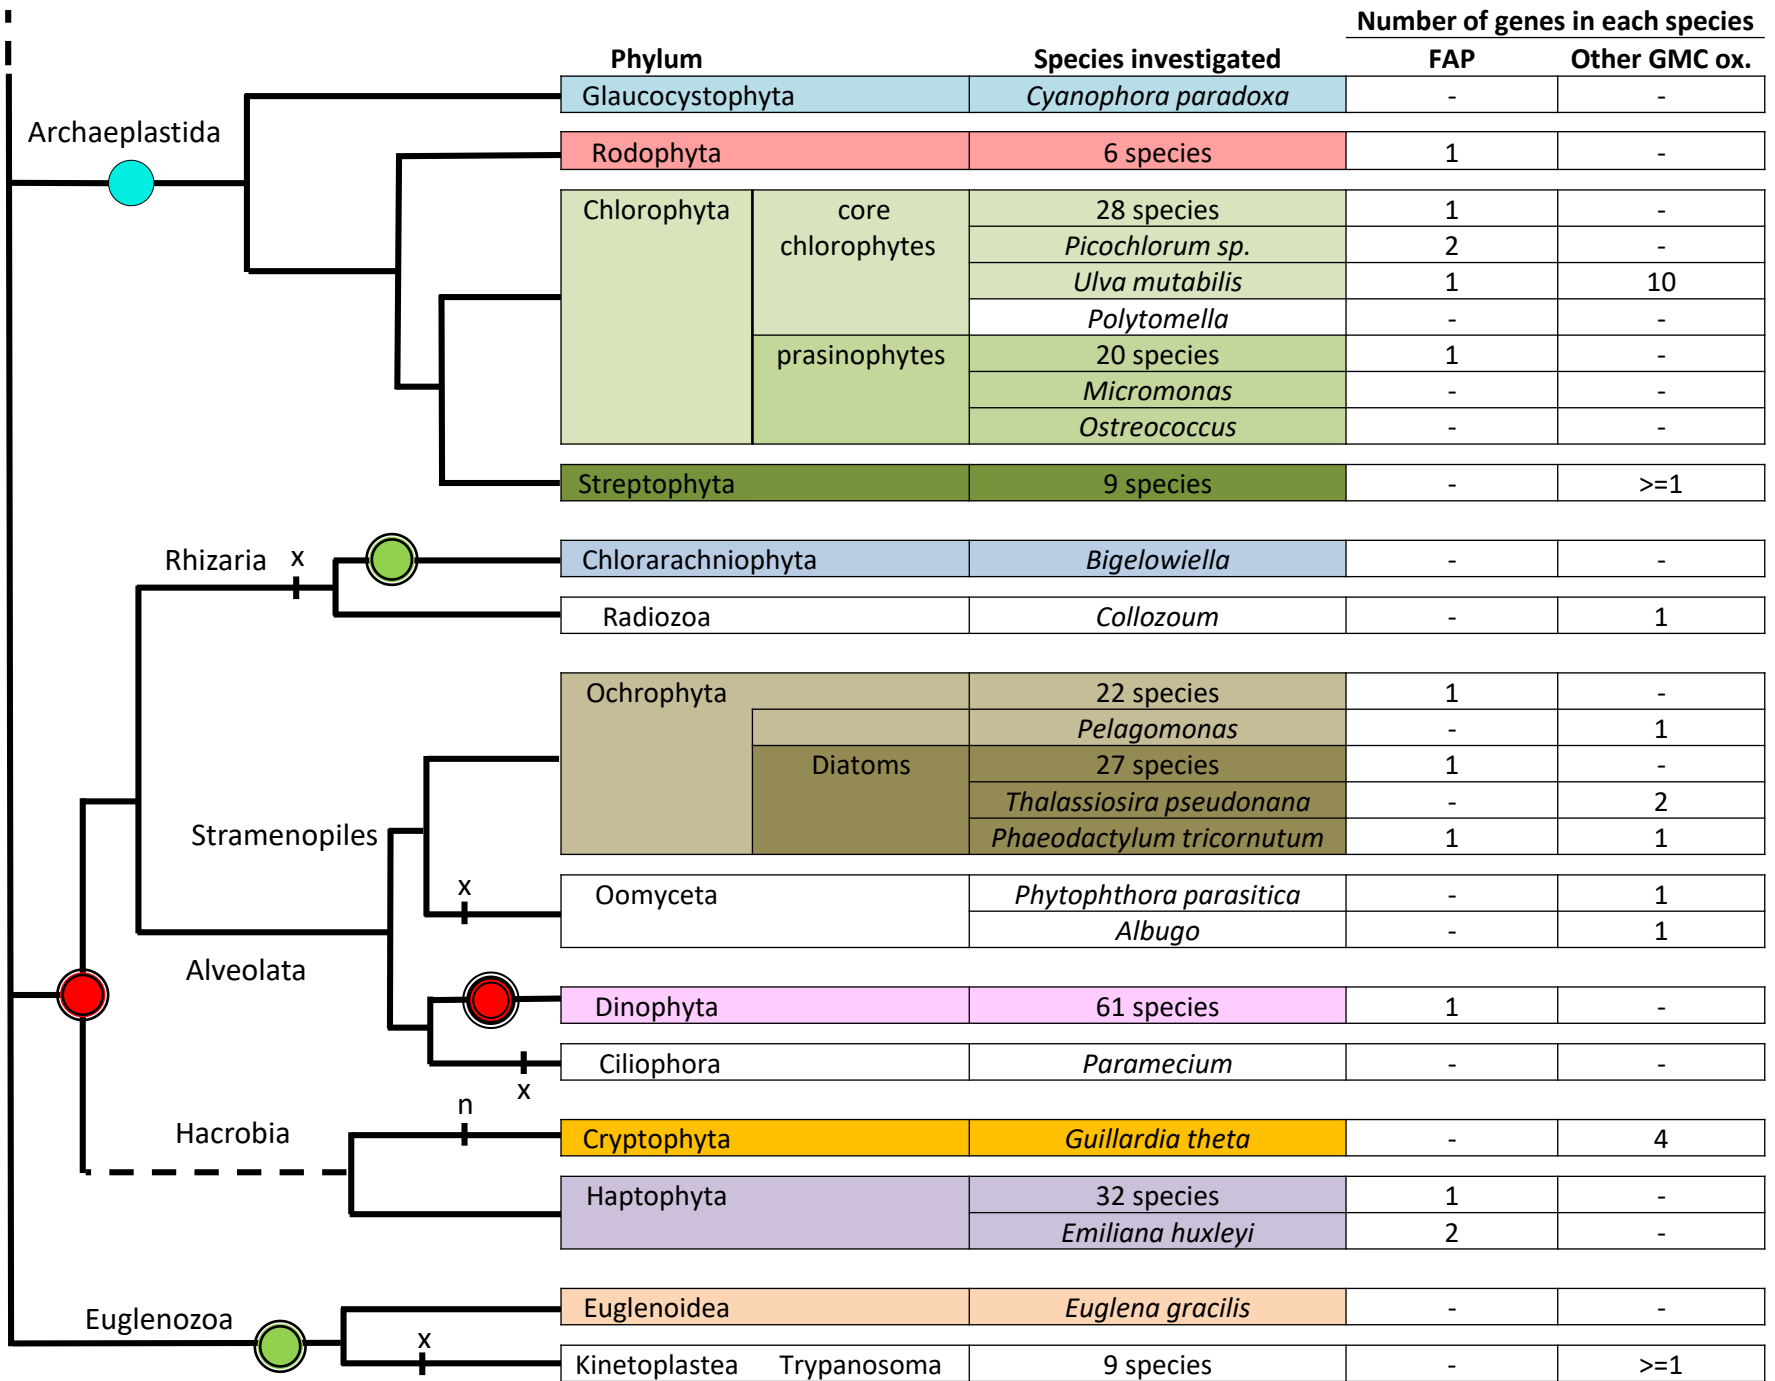 Number of genes in each species
Phylum Species investigated FAP Other GMC ox.
Glaucocystophyta Cyanophora paradoxa - -
Archaeplastida
Rodophyta 6 species 1 -
Chlorophyta core 28 species 1 -
chlorophytes Picochlorum sp. 2 -
Ulva mutabilis 1 10
Polytomella - -
prasinophytes 20 species 1 -
Micromonas - -
Ostreococcus - -
Streptophyta 9 species - >=1
Rhizaria x Chlorarachniophyta Bigelowiella - -
Radiozoa Collozoum - 1
Ochrophyta 22 species 1 -
Pelagomonas - 1
Diatoms 27 species 1 -
Thalassiosira pseudonana - 2
Stramenopiles Phaeodactylum tricornutum 1 1
x Oomyceta Phytophthora parasitica - 1
Albugo - 1
Alveolata
Dinophyta 61 species 1 -
Ciliophora Paramecium - -
x
n
Hacrobia Cryptophyta Guillardia theta - 4
Haptophyta 32 species 1 -
Emiliana huxleyi 2 -
Euglenozoa Euglenoidea Euglena gracilis - -
x Kinetoplastea Trypanosoma 9 species - >=1